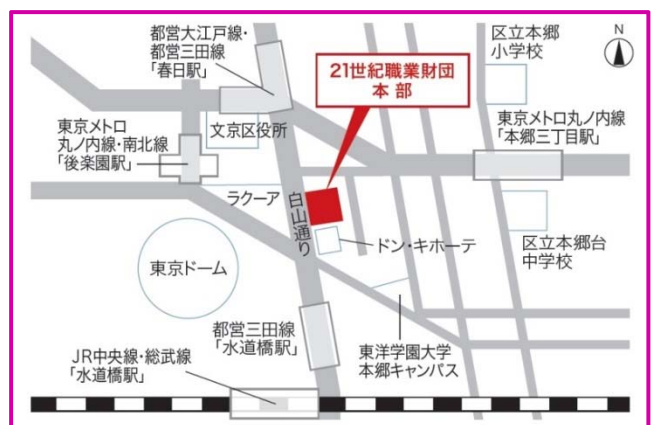 都営大江戸線・
都営三田線
「春日駅」
21世紀職業財団
本部
区立本郷
小学校
N
東京メトロ
丸ノ内線・南北線
「後楽園駅」
文京区役所
東京メトロ丸ノ内線
「本郷三丁目駅」
ラクーア
白山通り
ドン・キホーテ
区立本郷台
中学校
東京ドーム
都営三田線
「水道橋駅」
東洋学園大学
本郷キャンパス
JR中央線・総武線
「水道橋駅」